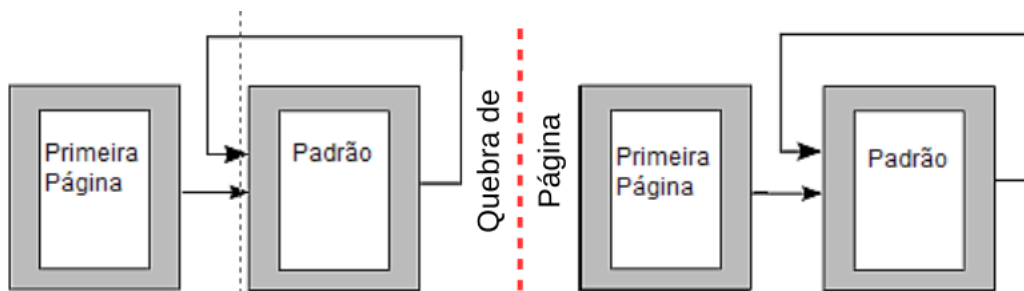 Primeira
Página
Padrão
Quebra de
Página
Primeira
Página
Padrão